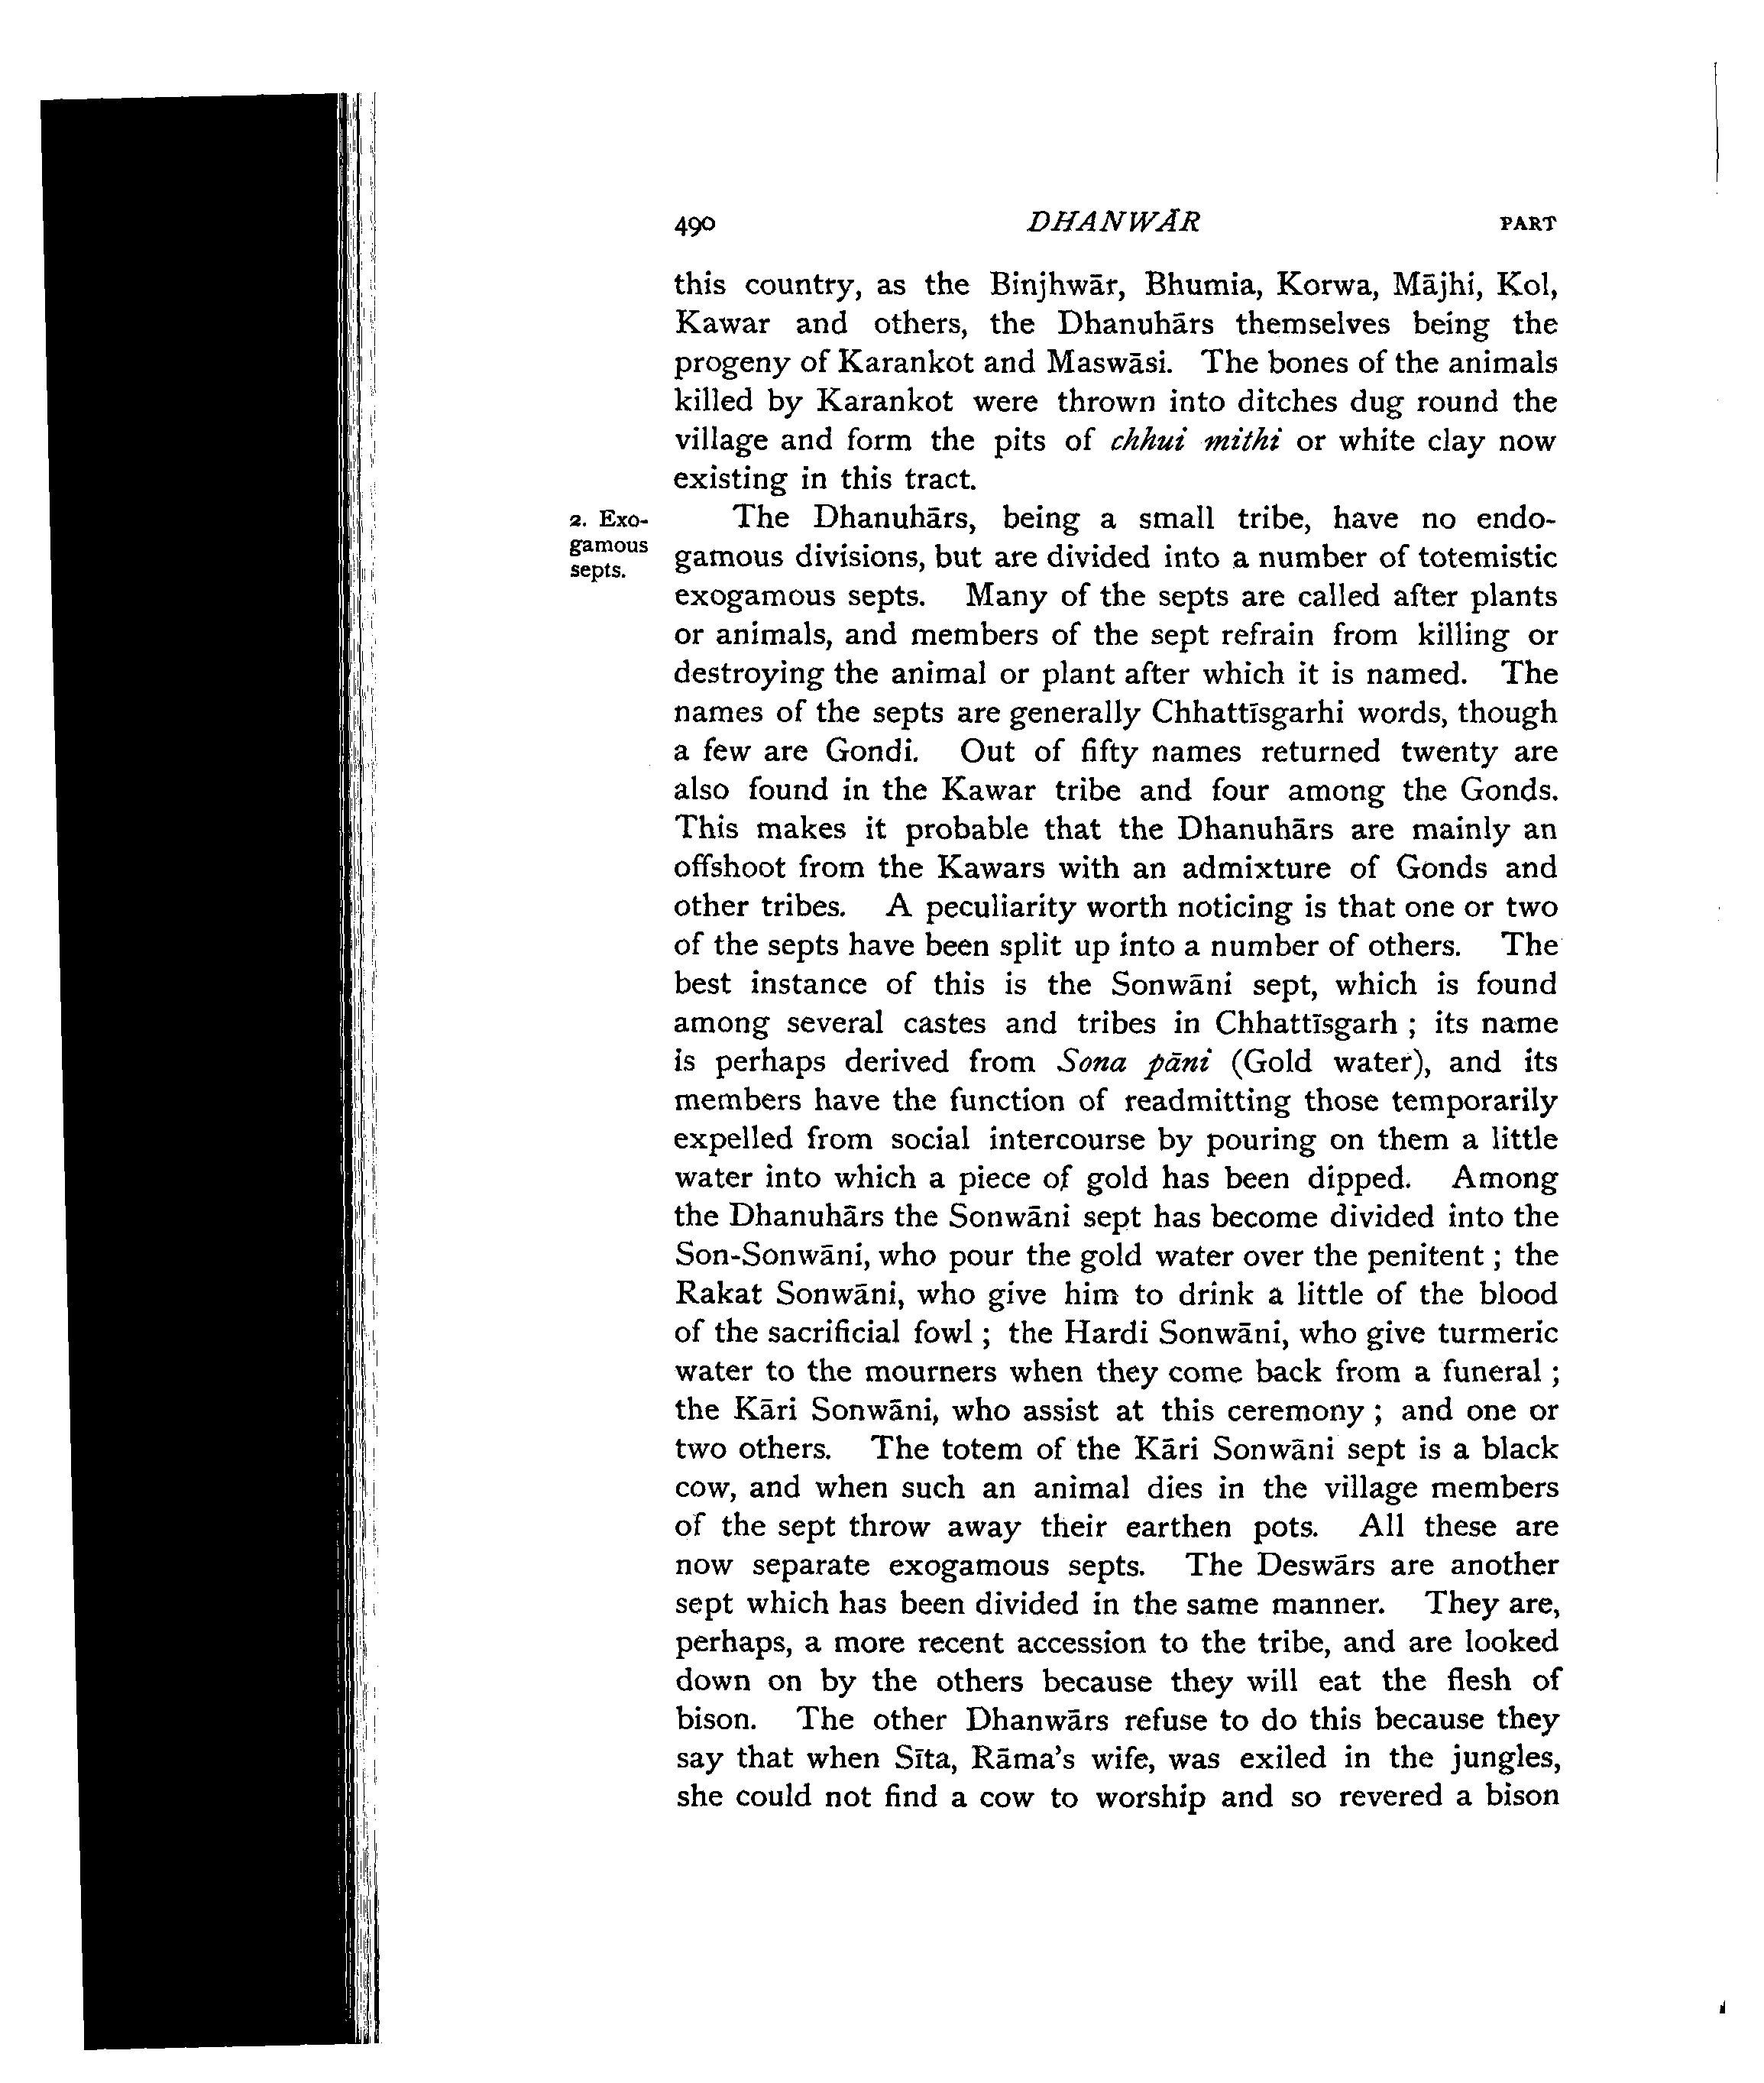 490 DHANWĀR PART
this country, as the Binjhwār, Bhumia, Korwa, Mājhi, Kol,
Kawar and others, the Dhanuhārs themselves being the
progeny of Karankot and Maswāsi. The bones of the animals
killed by Karankot were thrown into ditches dug round the
village and form the pits of chhui mithi or white clay now
existing in this tract.
2. Exo-
gamous
septs.
The Dhanuhārs, being a small tribe, have no endo-
gamous divisions, but are divided into a number of totemistic
exogamous septs. Many of the septs are called after plants
or animals, and members of the sept refrain from killing or
destroying the animal or plant after which it is named. The
names of the septs are generally Chhattīsgarhi words, though
a few are Gondi. Out of fifty names returned twenty are
also found in the Kawar tribe and four among the Gonds.
This makes it probable that the Dhanuhārs are mainly an
offshoot from the Kawars with an admixture of Gonds and
other tribes. A peculiarity worth noticing is that one or two
of the septs have been split up into a number of others. The
best instance of this is the Sonwāni sept, which is found
among several castes and tribes in Chhattīsgarh ; its name
is perhaps derived from Sona pāni (Gold water), and its
members have the function of readmitting those temporarily
expelled from social intercourse by pouring on them a little
water into which a piece of gold has been dipped. Among
the Dhanuhārs the Sonwāni sept has become divided into the
Son-Sonwāni, who pour the gold water over the penitent ; the
Rakat Sonwāni, who give him to drink a little of the blood
of the sacrificial fowl ; the Hardi Sonwāni, who give turmeric
water to the mourners when they come back from a funeral ;
the Kāri Sonwāni, who assist at this ceremony ; and one or
two others. The totem of the Kāri Sonwāni sept is a black
cow, and when such an animal dies in the village members
of the sept throw away their earthen pots. All these are
now separate exogamous septs. The Deswārs are another
sept which has been divided in the same manner. They are,
perhaps, a more recent accession to the tribe, and are looked
down on by the others because they will eat the flesh of
bison. The other Dhanwārs refuse to do this because they
say that when Sīta, Rāma's wife, was exiled in the jungles,
she could not find a cow to worship and so revered a bison